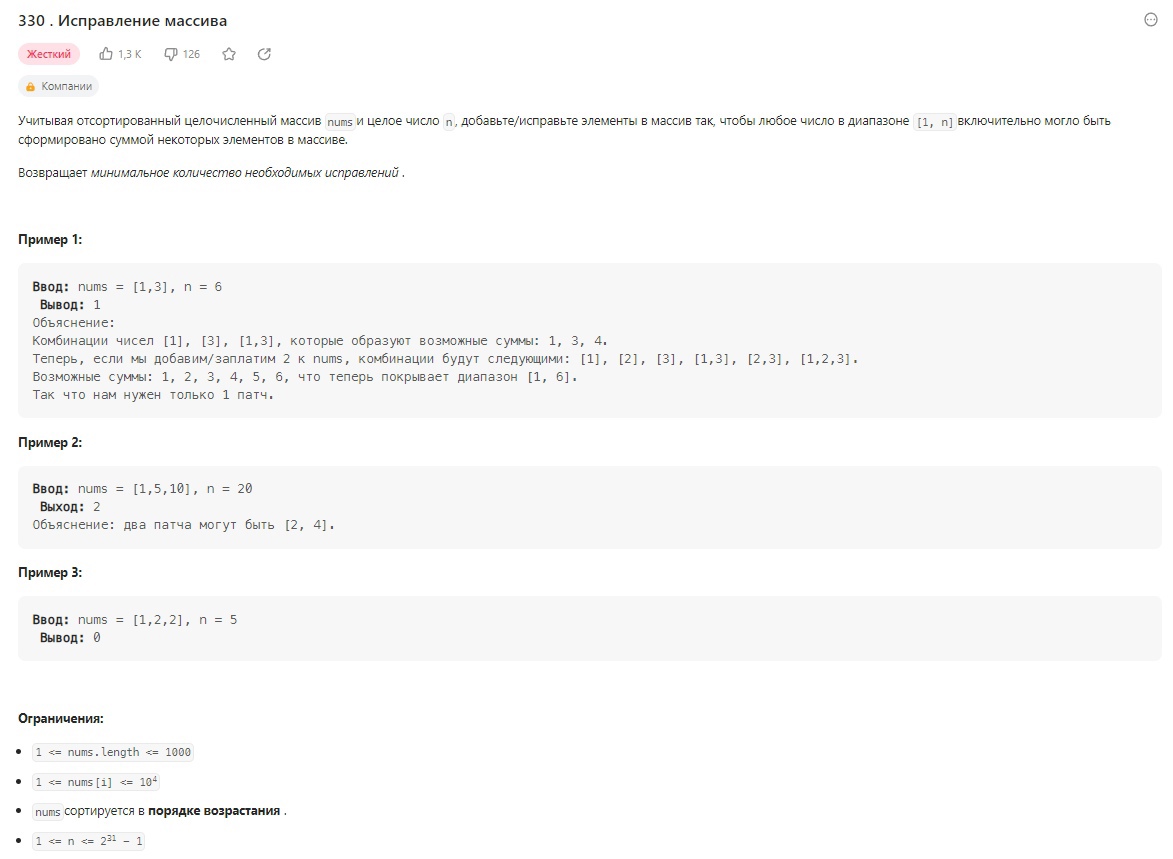 330 . Исправление массива
Жесткий 1,3 K 126
Компании
Учитывая отсортированный целочисленный массив nums и целое число n, добавьте/исправьте элементы в массив так, чтобы любое число в диапазоне [1, n] включительно могло быть
сформировано суммой некоторых элементов в массиве.
Возвращает минимальное количество необходимых исправлений .
Пример 1:
Ввод: nums = [1,3], n = 6
Вывод: 1
Объяснение:
Комбинации чисел [1], [3], [1,3], которые образуют возможные суммы: 1, 3, 4.
Теперь, если мы добавим/заплатим 2 к nums, комбинации будут следующими: [1], [2], [3], [1,3], [2,3], [1,2,3].
Возможные суммы: 1, 2, 3, 4, 5, 6, что теперь покрывает диапазон [1, 6].
Так что нам нужен только 1 патч.
Пример 2:
Ввод: nums = [1,5,10], n = 20
Выход: 2
Объяснение: два патча могут быть [2, 4].
Пример 3:
Ввод: nums = [1,2,2], n = 5
Вывод: 0
Ограничения:
1 <= nums.length <= 1000
1 <= nums[i] <= 10⁴
nums сортируется в порядке возрастания .
1 <= n <= 2³¹ - 1